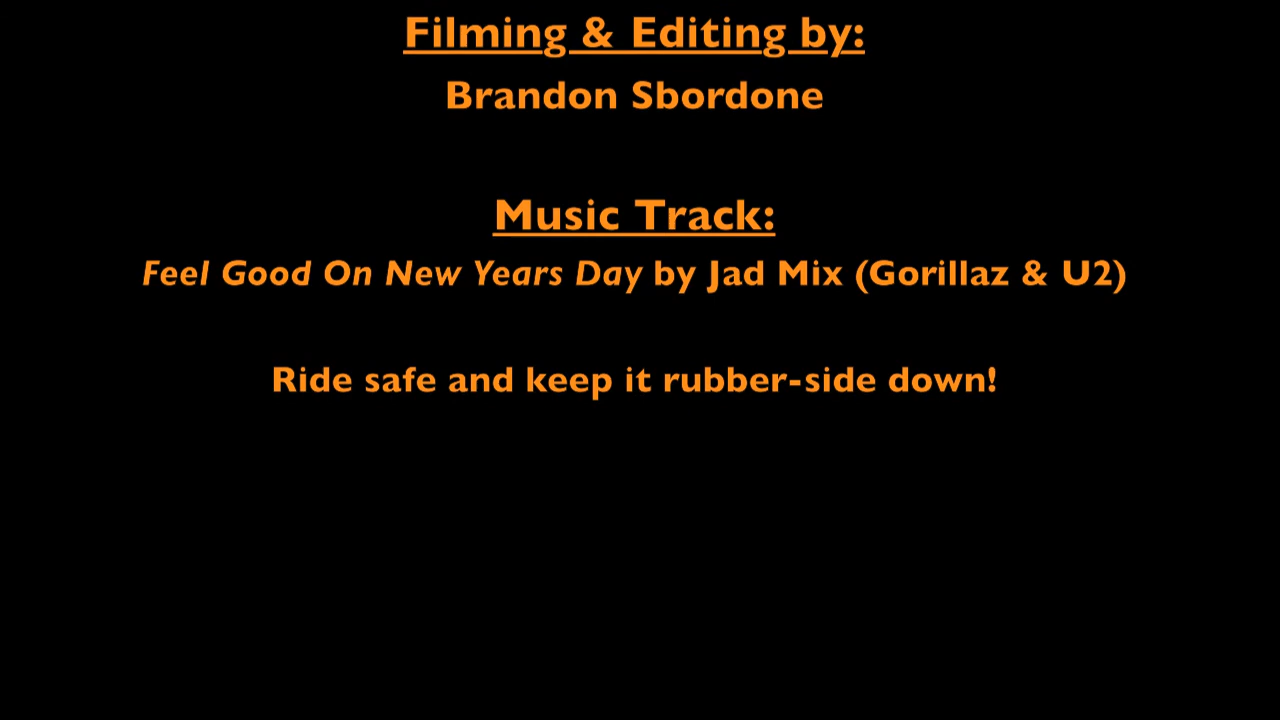 Filming & Editing by:
Brandon Sbordone
Music Track:
Feel Good On New Years Day by Jad Mix (Gorillaz & U2)
Ride safe and keep it rubber-side down!